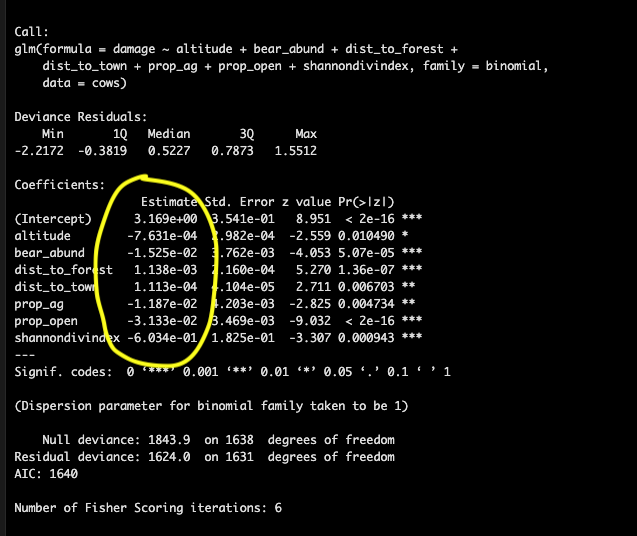 Call:
glm(formula = damage ~ altitude + bear_abund + dist_to_forest +
    dist_to_town + prop_ag + prop_open + shannondivindex, family = binomial,
    data = cows)
Deviance Residuals:
    Min      1Q  Median      3Q     Max
-2.2172 -0.3819  0.5227  0.7873  1.5512
Coefficients:
                  Estimate Std. Error z value Pr(>|z|)
(Intercept)      3.169e+00 3.541e-01   8.951  < 2e-16 ***
altitude        -7.631e-04 2.982e-04  -2.559 0.010490 *
bear_abund      -1.525e-02 3.762e-03  -4.053 5.07e-05 ***
dist_to_forest   1.138e-03 2.160e-04   5.270 1.36e-07 ***
dist_to_town     1.113e-04 4.104e-05   2.711 0.006703 **
prop_ag         -1.187e-02 4.203e-03  -2.825 0.004734 **
prop_open       -3.133e-02 3.469e-03  -9.032  < 2e-16 ***
shannondivindex -6.034e-01 1.825e-01  -3.307 0.000943 ***
---
Signif. codes:  0 ‘***’ 0.001 ‘**’ 0.01 ‘*’ 0.05 ‘.’ 0.1 ‘ ’ 1
(Dispersion parameter for binomial family taken to be 1)
    Null deviance: 1843.9  on 1638  degrees of freedom
Residual deviance: 1624.0  on 1631  degrees of freedom
AIC: 1640
Number of Fisher Scoring iterations: 6